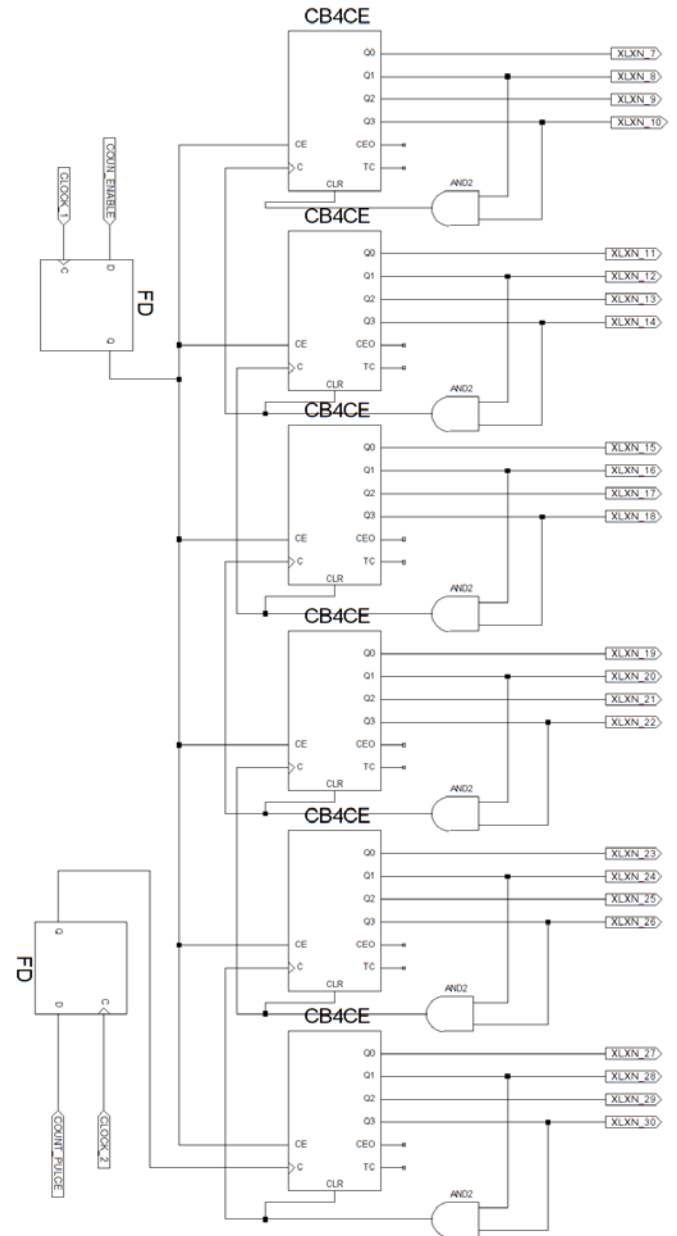 CB4CE
Q0
XLXN_7
Q1
XLXN_8
Q2
XLXN_9
Q3
XLXN_10
CE
CEO
C
TC
CLR
AND2
CLOCK_1
COUN_ENABLE
C
D
Q
FD
CB4CE
Q0
XLXN_11
Q1
XLXN_12
Q2
XLXN_13
Q3
XLXN_14
CE
CEO
C
TC
CLR
AND2
CB4CE
Q0
XLXN_15
Q1
XLXN_16
Q2
XLXN_17
Q3
XLXN_18
CE
CEO
C
TC
CLR
AND2
CB4CE
Q0
XLXN_19
Q1
XLXN_20
Q2
XLXN_21
Q3
XLXN_22
CE
CEO
C
TC
CLR
AND2
CB4CE
Q0
XLXN_23
Q1
XLXN_24
Q2
XLXN_25
Q3
XLXN_26
CE
CEO
C
TC
CLR
AND2
FD
Q
D
C
COUNT_PULCE
CLOCK_2
CB4CE
Q0
XLXN_27
Q1
XLXN_28
Q2
XLXN_29
Q3
XLXN_30
CE
CEO
C
TC
CLR
AND2